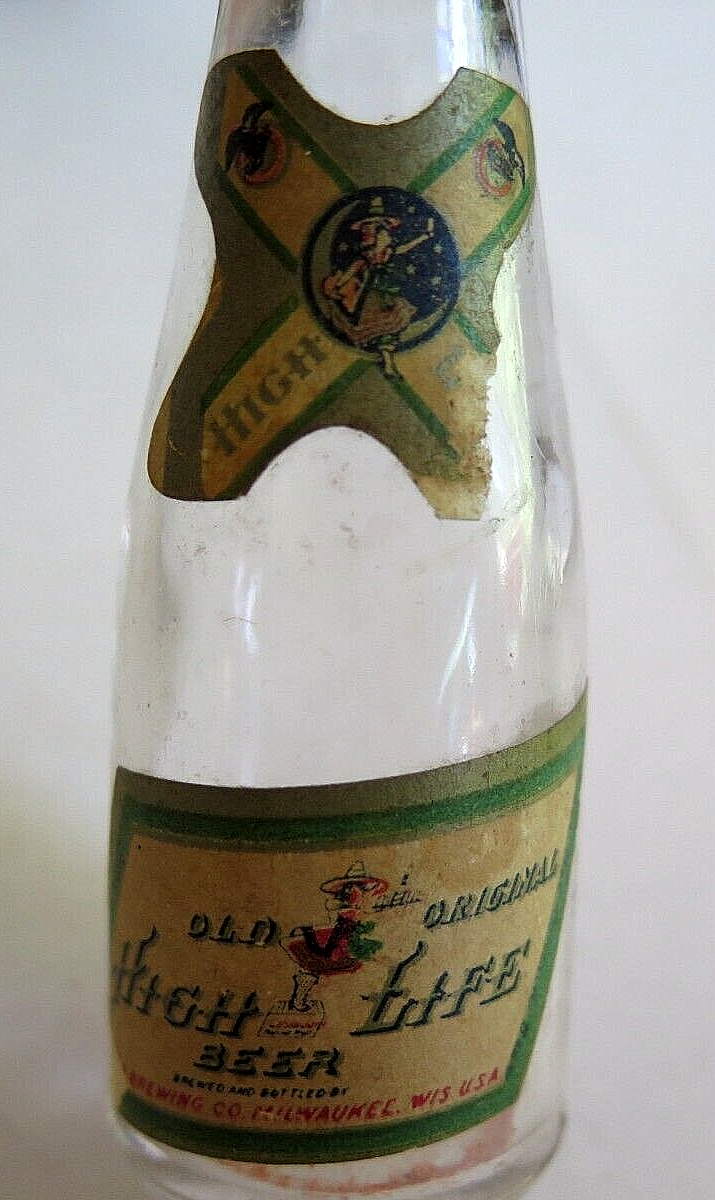 HIGH L
OLD ORIGINAL
HIGH LIFE
BEER
BREWED AND BOTTLED BY
BREWING CO. MILWAUKEE. WIS. U.S.A.